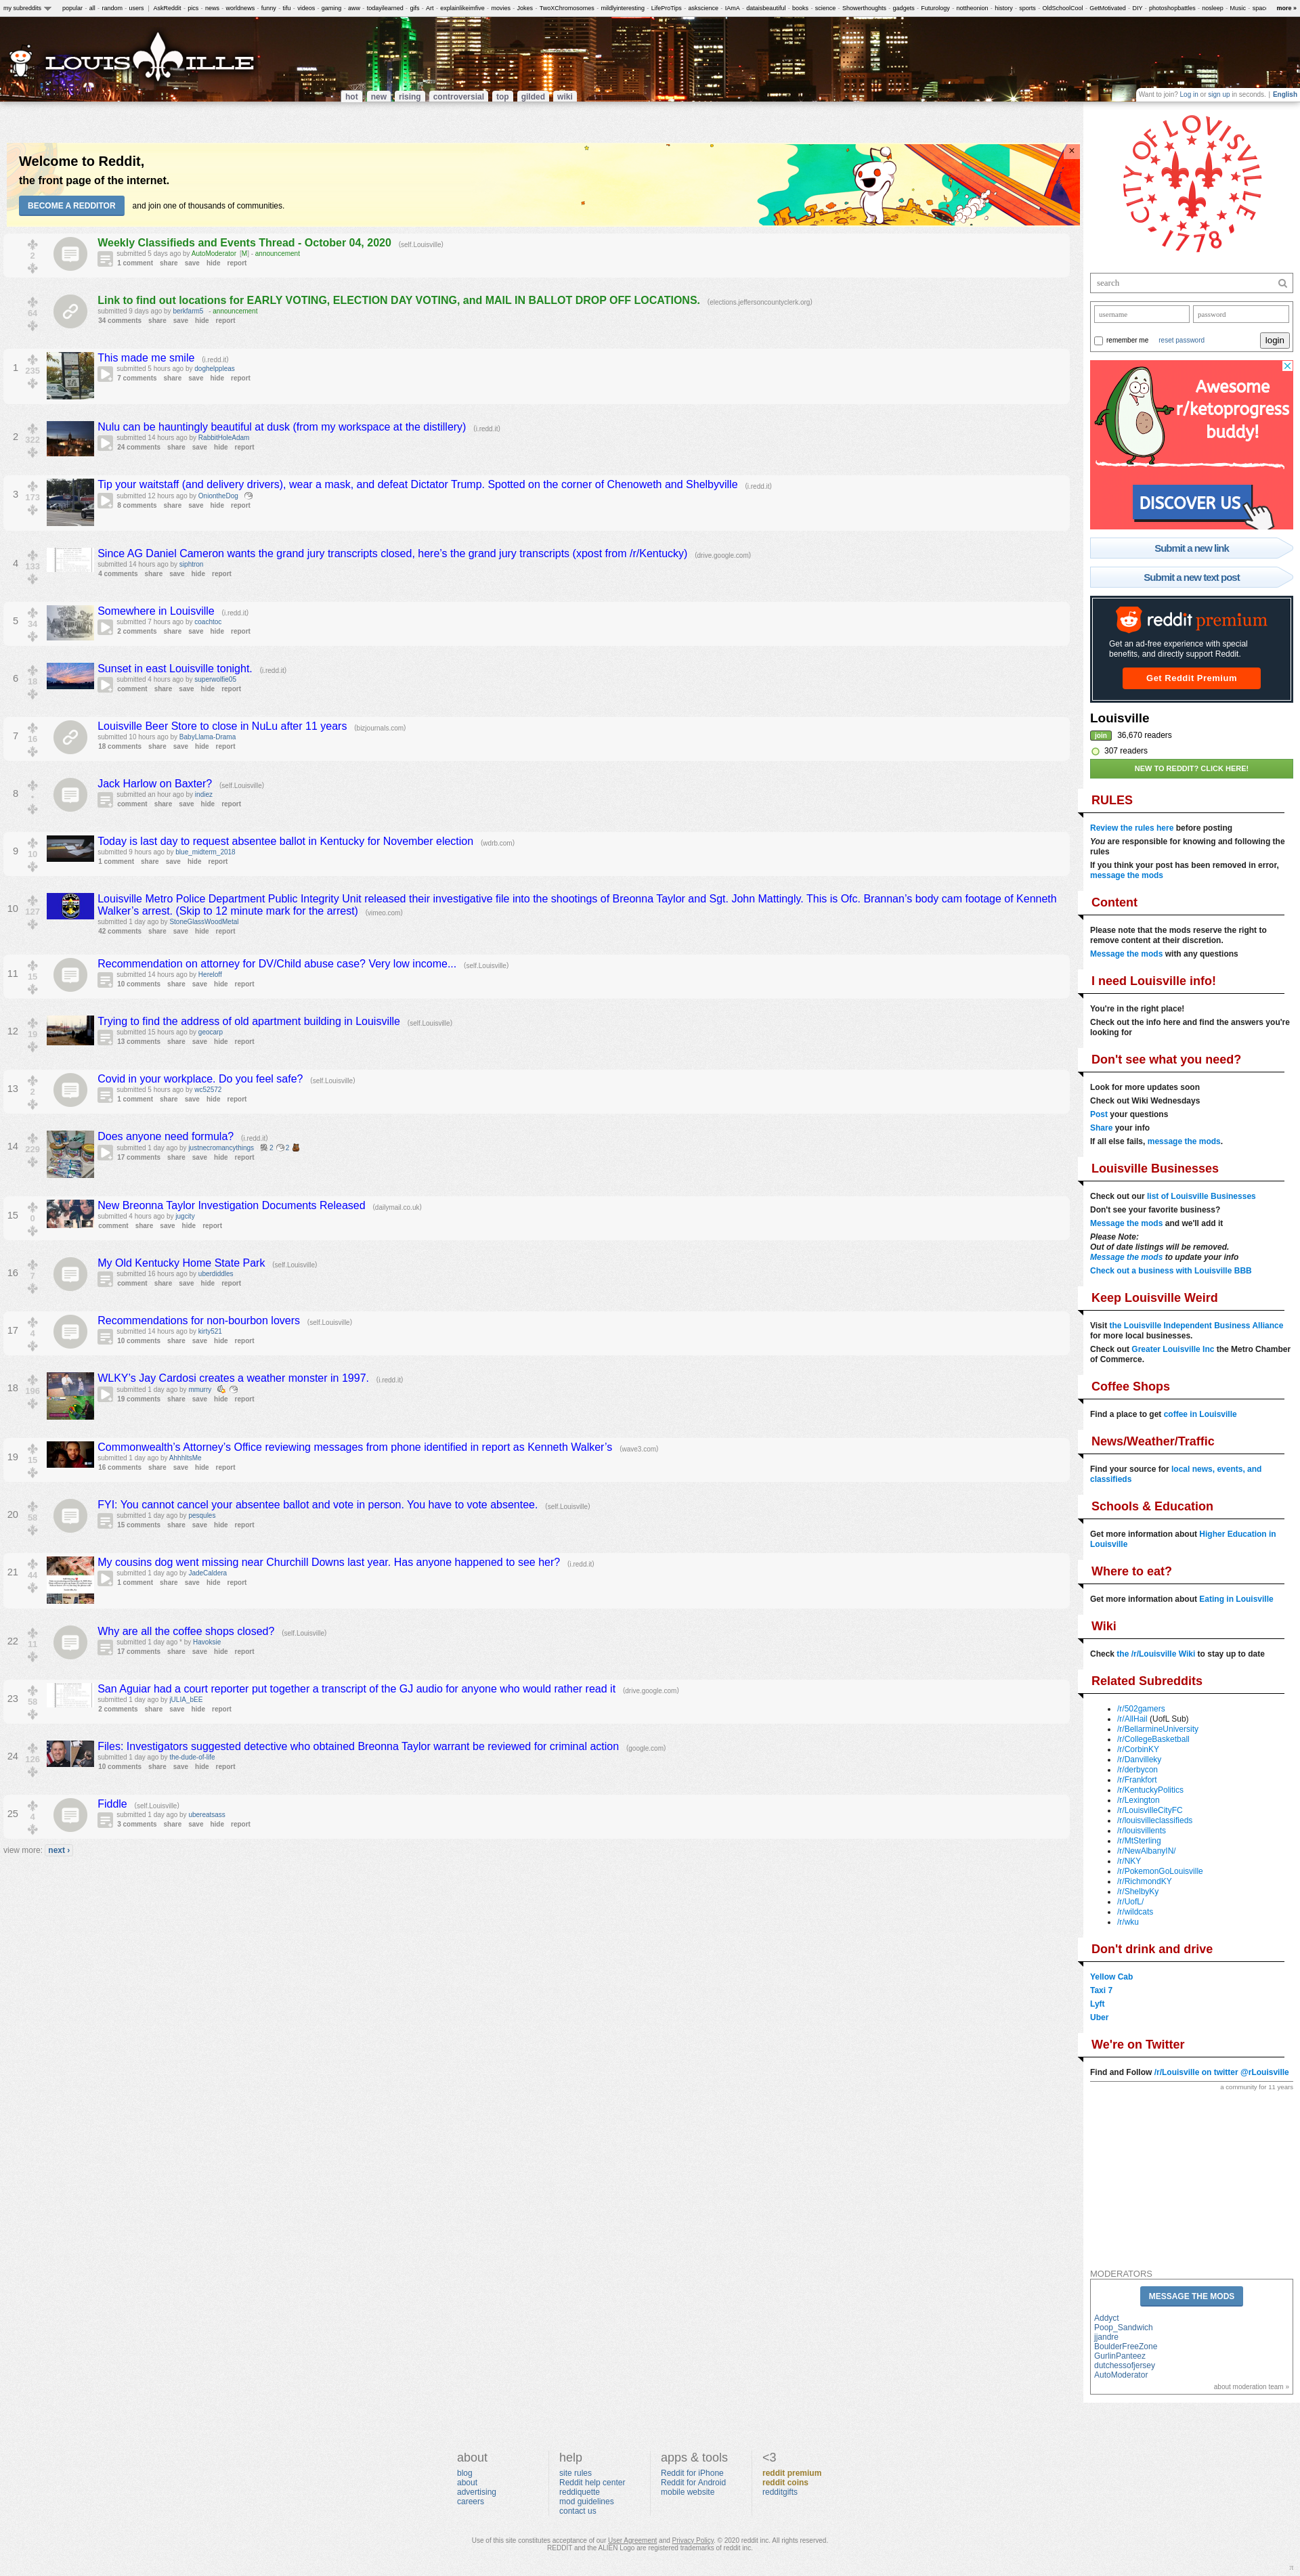 my subreddits
popular - all - random - users | AskReddit - pics - news - worldnews - funny - tifu - videos - gaming - aww - todayilearned - gifs - Art - explainlikeimfive - movies - Jokes - TwoXChromosomes - mildlyinteresting - LifeProTips - askscience - IAmA - dataisbeautiful - books - science - Showerthoughts - gadgets - Futurology - nottheonion - history - sports - OldSchoolCool - GetMotivated - DIY - photoshopbattles - nosleep - Music - spac more »
LOUISVILLE
hot new rising controversial top gilded wiki
Want to join? Log in or sign up in seconds. | English
Welcome to Reddit,
the front page of the internet.
BECOME A REDDITOR and join one of thousands of communities.
Weekly Classifieds and Events Thread - October 04, 2020 (self.Louisville)
2
submitted 5 days ago by AutoModerator [M] - announcement
1 comment share save hide report
Link to find out locations for EARLY VOTING, ELECTION DAY VOTING, and MAIL IN BALLOT DROP OFF LOCATIONS. (elections.jeffersoncountyclerk.org)
64
submitted 9 days ago by berkfarm5 - announcement
34 comments share save hide report
1 235
This made me smile (i.redd.it)
submitted 5 hours ago by doghelppleas
7 comments share save hide report
2 322
Nulu can be hauntingly beautiful at dusk (from my workspace at the distillery) (i.redd.it)
submitted 14 hours ago by RabbitHoleAdam
24 comments share save hide report
3 173
Tip your waitstaff (and delivery drivers), wear a mask, and defeat Dictator Trump. Spotted on the corner of Chenoweth and Shelbyville (i.redd.it)
submitted 12 hours ago by OniontheDog
8 comments share save hide report
4 133
Since AG Daniel Cameron wants the grand jury transcripts closed, here's the grand jury transcripts (xpost from /r/Kentucky) (drive.google.com)
submitted 14 hours ago by siphtron
4 comments share save hide report
5 34
Somewhere in Louisville (i.redd.it)
submitted 7 hours ago by coachtoc
2 comments share save hide report
6 18
Sunset in east Louisville tonight. (i.redd.it)
submitted 4 hours ago by superwolfie05
comment share save hide report
7 16
Louisville Beer Store to close in NuLu after 11 years (bizjournals.com)
submitted 10 hours ago by BabyLlama-Drama
18 comments share save hide report
8 •
Jack Harlow on Baxter? (self.Louisville)
submitted an hour ago by indiez
comment share save hide report
9 10
Today is last day to request absentee ballot in Kentucky for November election (wdrb.com)
submitted 9 hours ago by blue_midterm_2018
1 comment share save hide report
10 127
Louisville Metro Police Department Public Integrity Unit released their investigative file into the shootings of Breonna Taylor and Sgt. John Mattingly. This is Ofc. Brannan's body cam footage of Kenneth
Walker's arrest. (Skip to 12 minute mark for the arrest) (vimeo.com)
submitted 1 day ago by StoneGlassWoodMetal
42 comments share save hide report
11 15
Recommendation on attorney for DV/Child abuse case? Very low income... (self.Louisville)
submitted 14 hours ago by Hereloff
10 comments share save hide report
12 19
Trying to find the address of old apartment building in Louisville (self.Louisville)
submitted 15 hours ago by geocarp
13 comments share save hide report
13 2
Covid in your workplace. Do you feel safe? (self.Louisville)
submitted 5 hours ago by wc52572
1 comment share save hide report
14 229
Does anyone need formula? (i.redd.it)
submitted 1 day ago by justnecromancythings 2 2
17 comments share save hide report
15 0
New Breonna Taylor Investigation Documents Released (dailymail.co.uk)
submitted 4 hours ago by jugcity
comment share save hide report
16 7
My Old Kentucky Home State Park (self.Louisville)
submitted 16 hours ago by uberdiddles
comment share save hide report
17 4
Recommendations for non-bourbon lovers (self.Louisville)
submitted 14 hours ago by kirty521
10 comments share save hide report
18 196
WLKY's Jay Cardosi creates a weather monster in 1997. (i.redd.it)
submitted 1 day ago by mmurry
19 comments share save hide report
19 15
Commonwealth's Attorney's Office reviewing messages from phone identified in report as Kenneth Walker's (wave3.com)
submitted 1 day ago by AhhhItsMe
16 comments share save hide report
20 58
FYI: You cannot cancel your absentee ballot and vote in person. You have to vote absentee. (self.Louisville)
submitted 1 day ago by pesqules
15 comments share save hide report
21 44
My cousins dog went missing near Churchill Downs last year. Has anyone happened to see her? (i.redd.it)
submitted 1 day ago by JadeCaldera
1 comment share save hide report
22 11
Why are all the coffee shops closed? (self.Louisville)
submitted 1 day ago * by Havoksie
17 comments share save hide report
23 58
San Aguiar had a court reporter put together a transcript of the GJ audio for anyone who would rather read it (drive.google.com)
submitted 1 day ago by jULIA_bEE
2 comments share save hide report
24 126
Files: Investigators suggested detective who obtained Breonna Taylor warrant be reviewed for criminal action (google.com)
submitted 1 day ago by the-dude-of-life
10 comments share save hide report
25 4
Fiddle (self.Louisville)
submitted 1 day ago by ubereatsass
3 comments share save hide report
view more: next ›
CITY OF LOVISVILLE
1778
search
username password
remember me reset password login
Awesome
r/ketoprogress
buddy!
DISCOVER US
Submit a new link
Submit a new text post
reddit premium
Get an ad-free experience with special
benefits, and directly support Reddit.
Get Reddit Premium
Louisville
join 36,670 readers
307 readers
NEW TO REDDIT? CLICK HERE!
RULES
Review the rules here before posting
You are responsible for knowing and following the
rules
If you think your post has been removed in error,
message the mods
Content
Please note that the mods reserve the right to
remove content at their discretion.
Message the mods with any questions
I need Louisville info!
You're in the right place!
Check out the info here and find the answers you're
looking for
Don't see what you need?
Look for more updates soon
Check out Wiki Wednesdays
Post your questions
Share your info
If all else fails, message the mods.
Louisville Businesses
Check out our list of Louisville Businesses
Don't see your favorite business?
Message the mods and we'll add it
Please Note:
Out of date listings will be removed.
Message the mods to update your info
Check out a business with Louisville BBB
Keep Louisville Weird
Visit the Louisville Independent Business Alliance
for more local businesses.
Check out Greater Louisville Inc the Metro Chamber
of Commerce.
Coffee Shops
Find a place to get coffee in Louisville
News/Weather/Traffic
Find your source for local news, events, and
classifieds
Schools & Education
Get more information about Higher Education in
Louisville
Where to eat?
Get more information about Eating in Louisville
Wiki
Check the /r/Louisville Wiki to stay up to date
Related Subreddits
/r/502gamers
/r/AllHail (UofL Sub)
/r/BellarmineUniversity
/r/CollegeBasketball
/r/CorbinKY
/r/Danvilleky
/r/derbycon
/r/Frankfort
/r/KentuckyPolitics
/r/Lexington
/r/LouisvilleCityFC
/r/louisvilleclassifieds
/r/louisvillents
/r/MtSterling
/r/NewAlbanyIN/
/r/NKY
/r/PokemonGoLouisville
/r/RichmondKY
/r/ShelbyKy
/r/UofL/
/r/wildcats
/r/wku
Don't drink and drive
Yellow Cab
Taxi 7
Lyft
Uber
We're on Twitter
Find and Follow /r/Louisville on twitter @rLouisville
a community for 11 years
MODERATORS
MESSAGE THE MODS
Addyct
Poop_Sandwich
jjandre
BoulderFreeZone
GurlinPanteez
dutchessofjersey
AutoModerator
about moderation team »
about
blog
about
advertising
careers
help
site rules
Reddit help center
reddiquette
mod guidelines
contact us
apps & tools
Reddit for iPhone
Reddit for Android
mobile website
<3
reddit premium
reddit coins
redditgifts
Use of this site constitutes acceptance of our User Agreement and Privacy Policy. © 2020 reddit inc. All rights reserved.
REDDIT and the ALIEN Logo are registered trademarks of reddit inc.
π